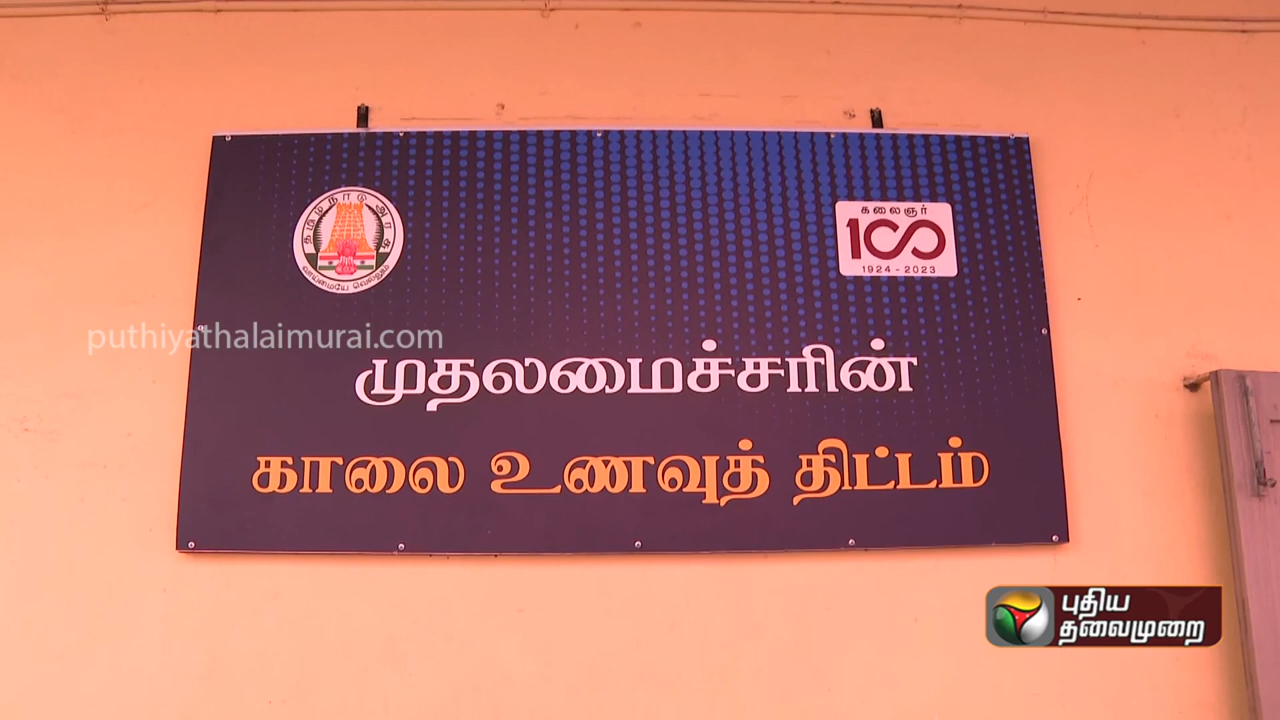 தமிழ்நாடு அரசு
வாய்மையே வெல்லும்
கலைஞர்
100
1924 - 2023
puthiyathalaimurai.com
முதலமைச்சரின்
காலை உணவுத் திட்டம்
புதிய
தலைமுறை